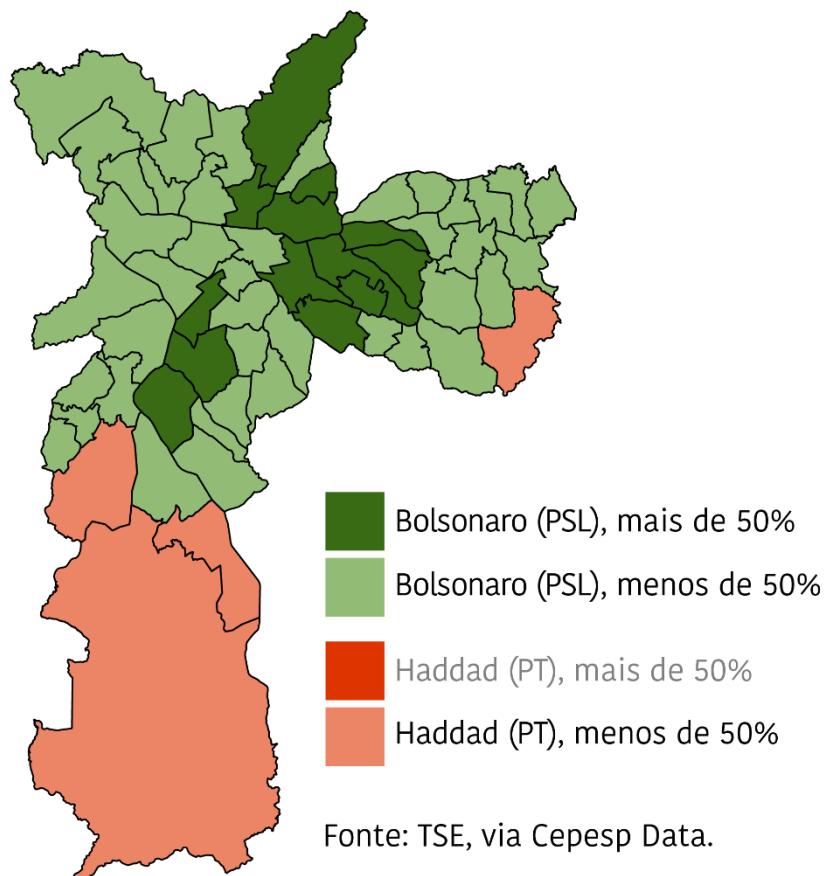 Bolsonaro (PSL), mais de 50%
Bolsonaro (PSL), menos de 50%
Haddad (PT), mais de 50%
Haddad (PT), menos de 50%
Fonte: TSE, via Cepesp Data.